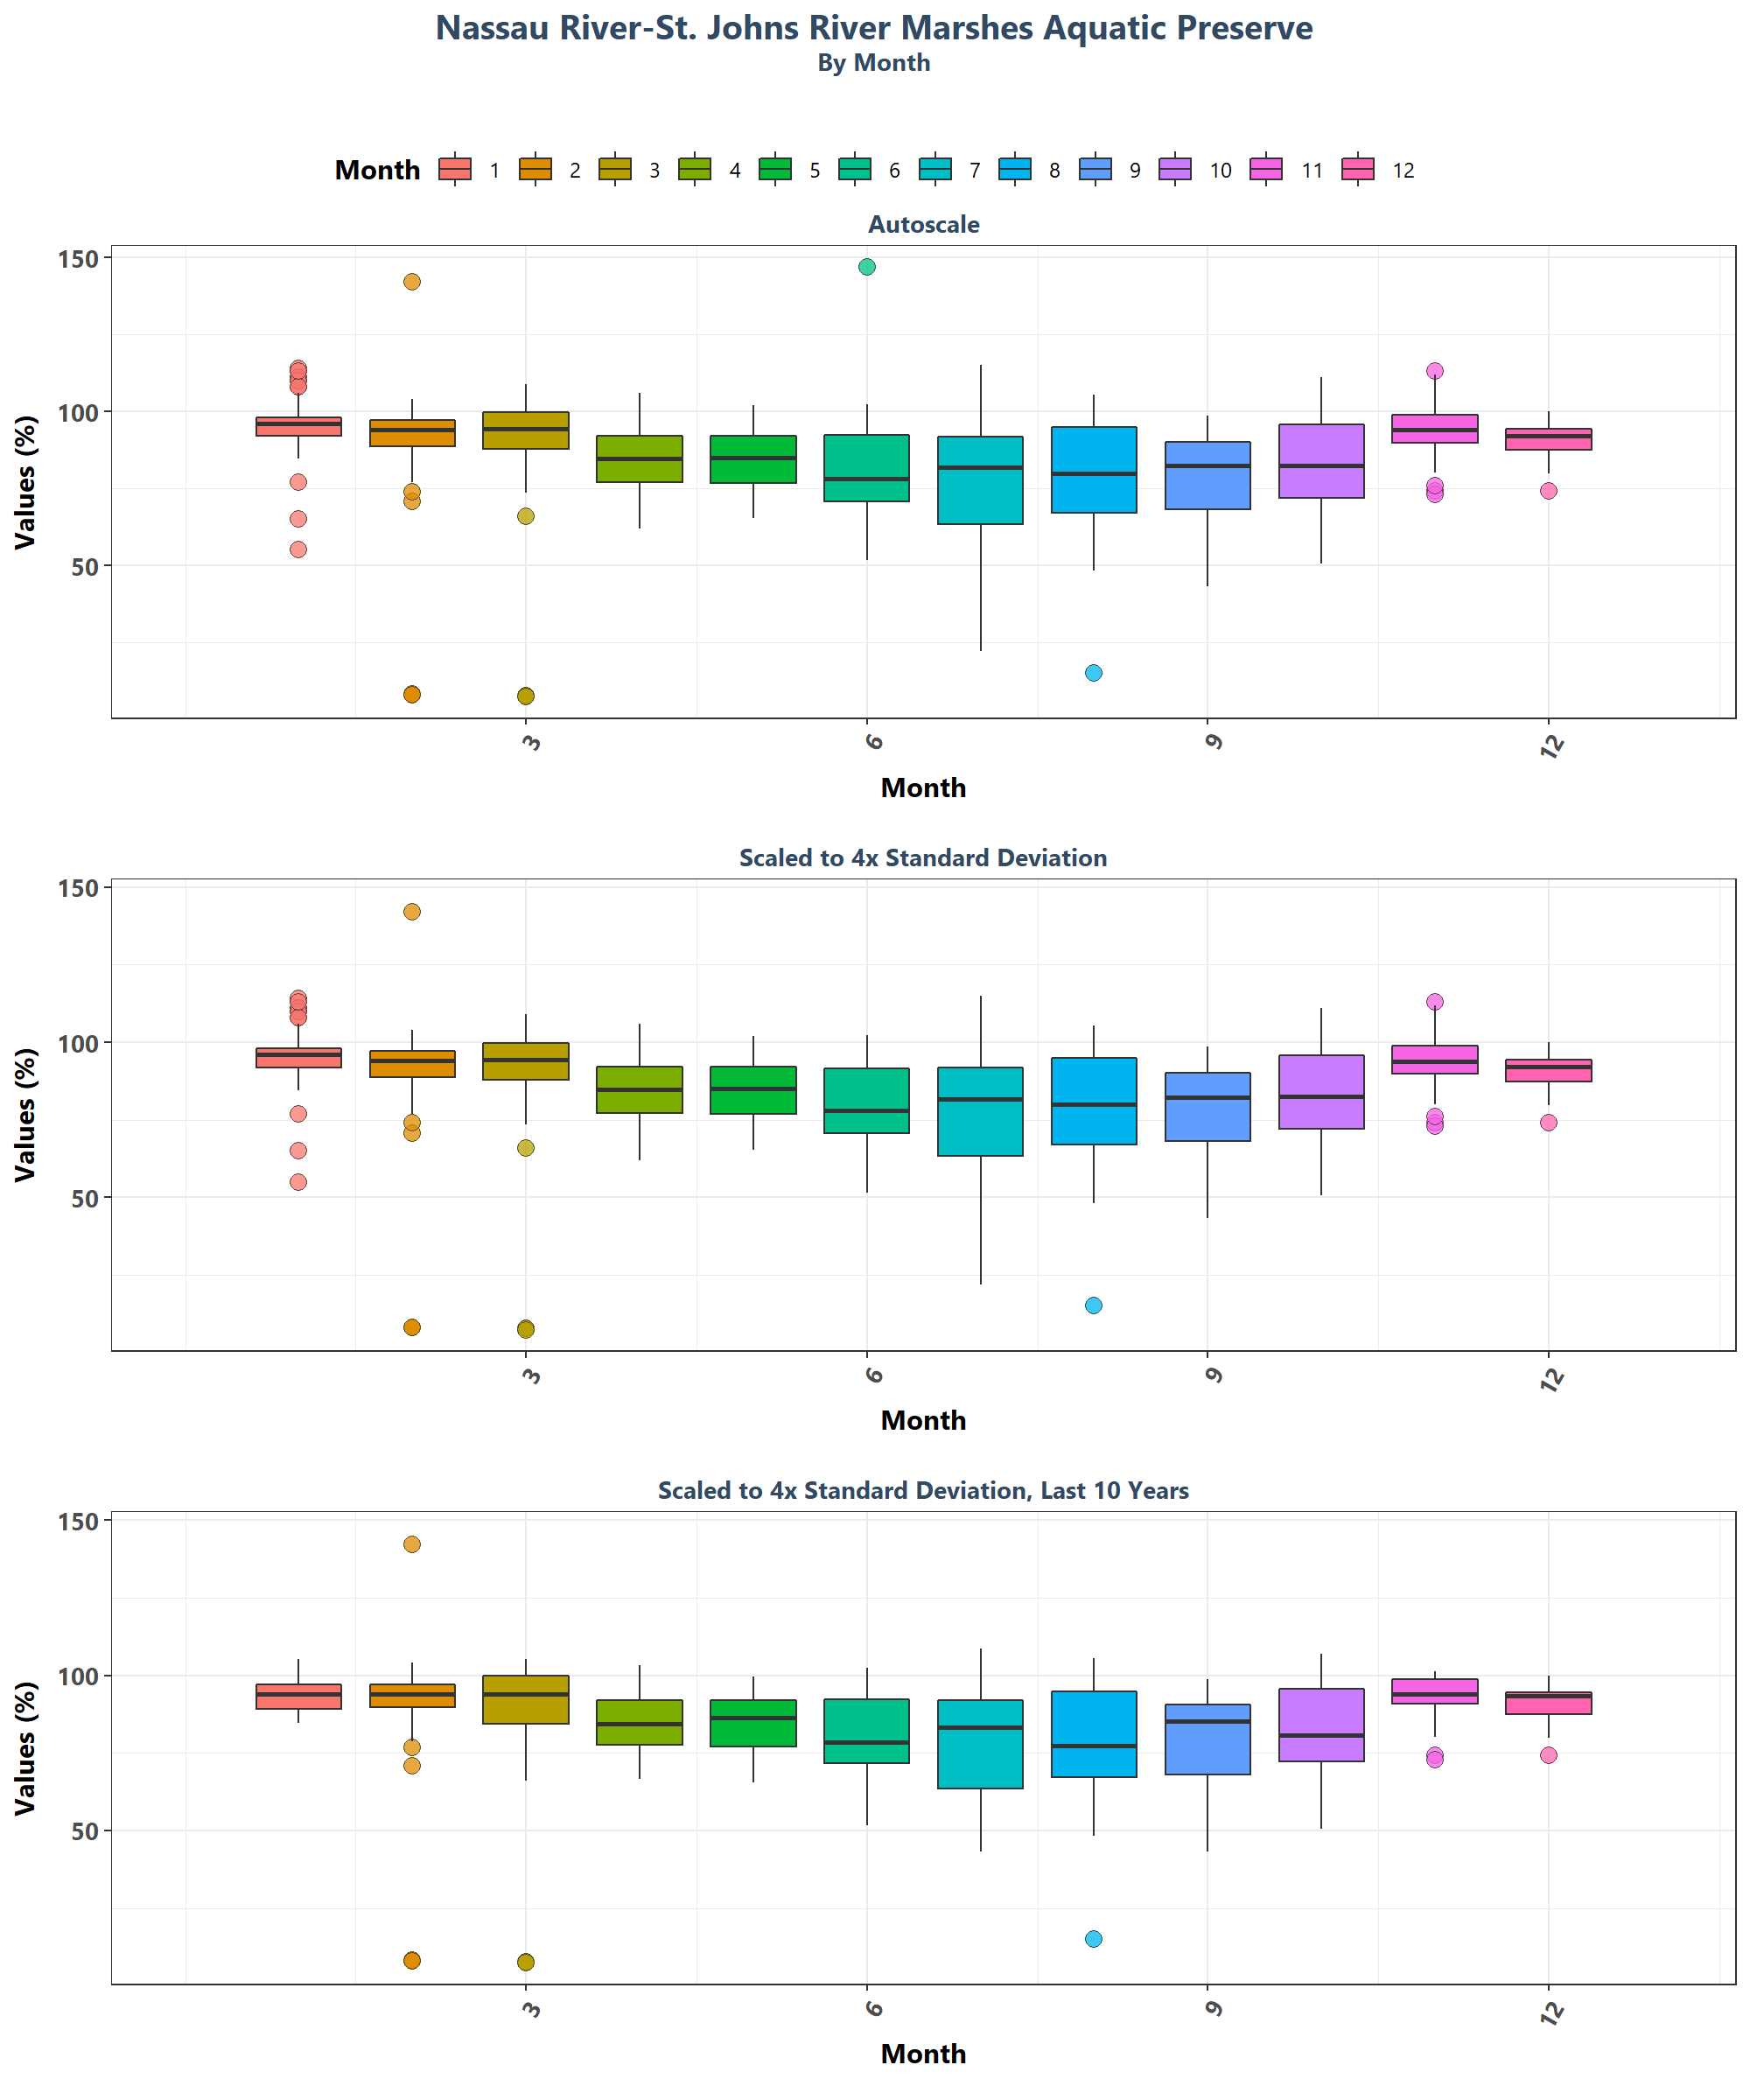 Nassau River-St. Johns River Marshes Aquatic Preserve
By Month
Month 1 2 3 4 5 6 7 8 9 10 11 12
Autoscale
150
100
50
Values (%)
3 6 9 12
Month
Scaled to 4x Standard Deviation
150
100
50
Values (%)
3 6 9 12
Month
Scaled to 4x Standard Deviation, Last 10 Years
150
100
50
Values (%)
3 6 9 12
Month